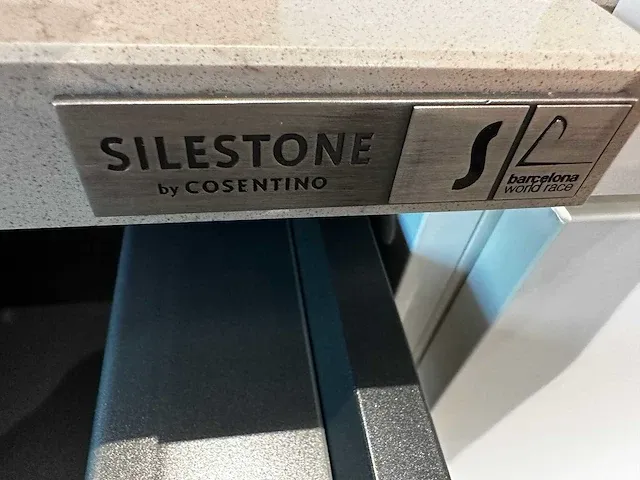 SILESTONE
by COSENTINO
S
barcelona
world race